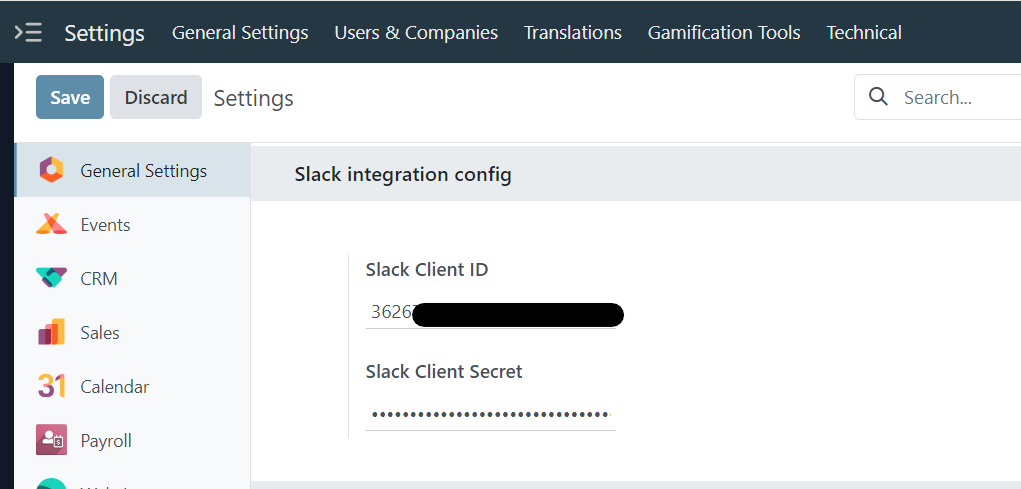 Settings General Settings Users & Companies Translations Gamification Tools Technical
Save Discard Settings Search...
General Settings
Events
CRM
Sales
31 Calendar
Payroll
Slack integration config
Slack Client ID
3626
Slack Client Secret
••••••••••••••••••••••••••••••••